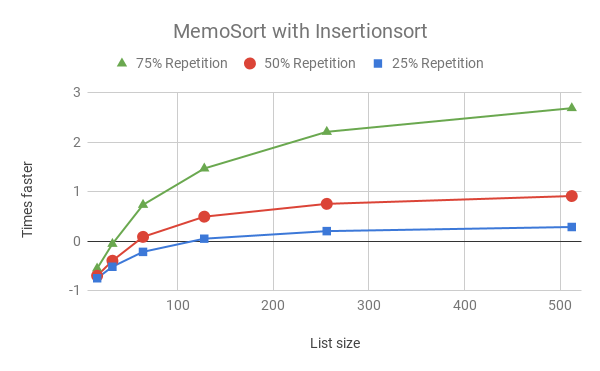 MemoSort with Insertionsort
75% Repetition 50% Repetition 25% Repetition
3
2
1
0
-1
Times faster
100 200 300 400 500
List size